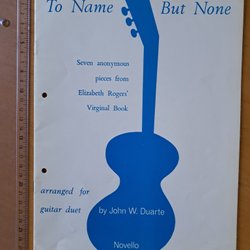 To Name But None
Seven anonymous
pieces from
Elizabeth Rogers'
Virginal Book
arranged for
guitar duet
by John W. Duarte
Novello